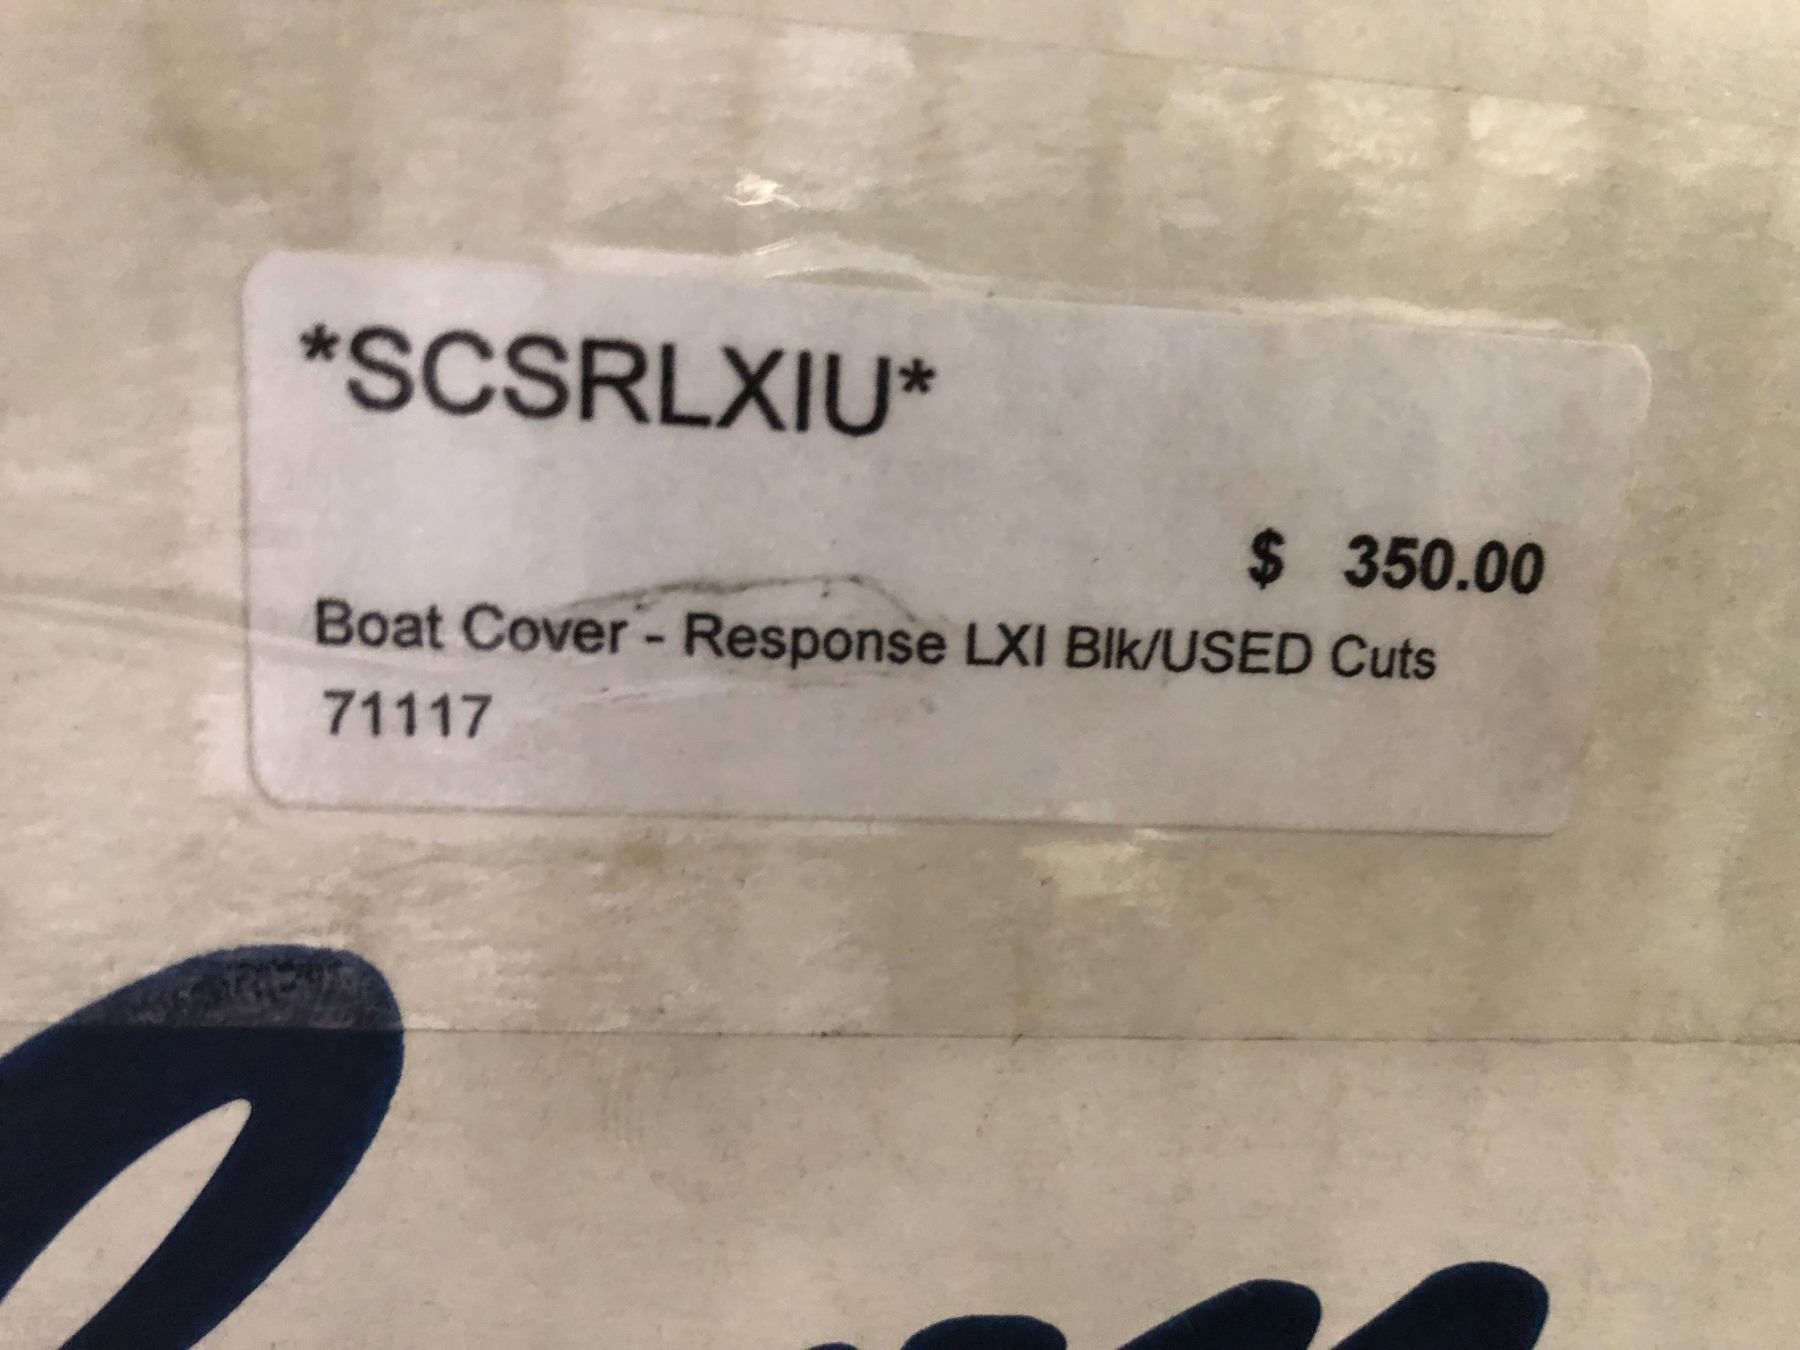 *SCSRLXIU*
$ 350.00
Boat Cover - Response LXI Blk/USED Cuts
71117